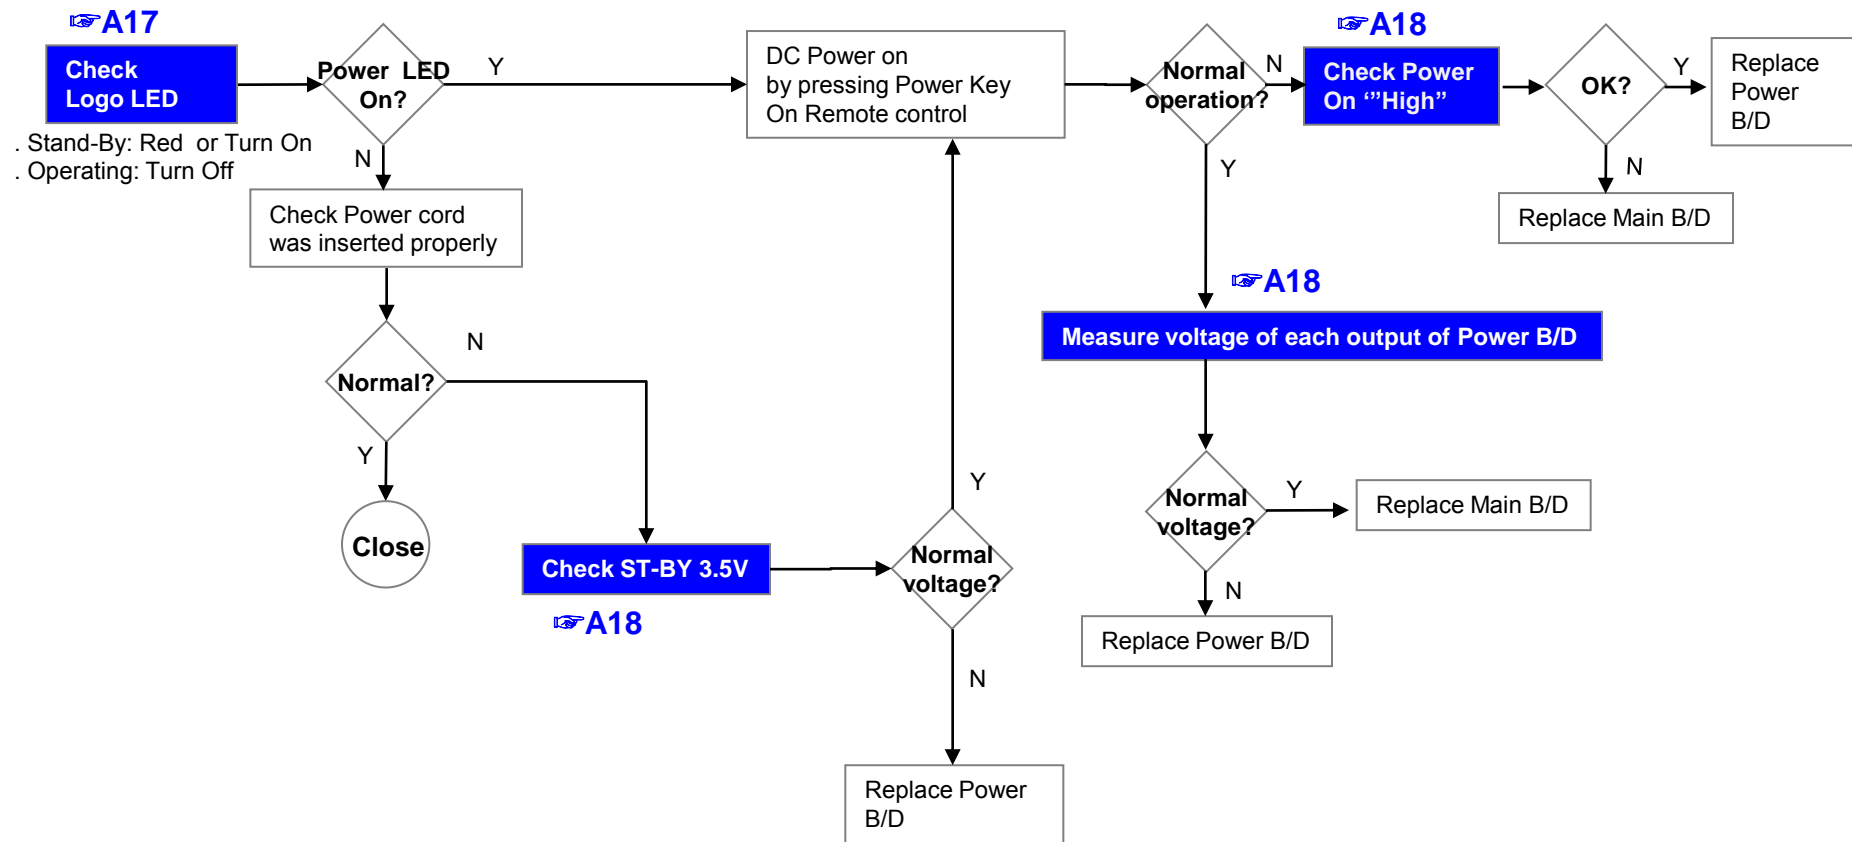 ☞A17
Check
Logo LED
. Stand-By: Red or Turn On
. Operating: Turn Off
Power LED
On?
Y
N
Check Power cord
was inserted properly
Normal?
N
Y
Close
Check ST-BY 3.5V
☞A18
Normal
voltage?
Y
N
Replace Power
B/D
DC Power on
by pressing Power Key
On Remote control
Normal
operation?
N
Y
☞A18
Check Power
On ‘”High”
OK?
Y
Replace
Power
B/D
N
Replace Main B/D
☞A18
Measure voltage of each output of Power B/D
Normal
voltage?
Y
Replace Main B/D
N
Replace Power B/D